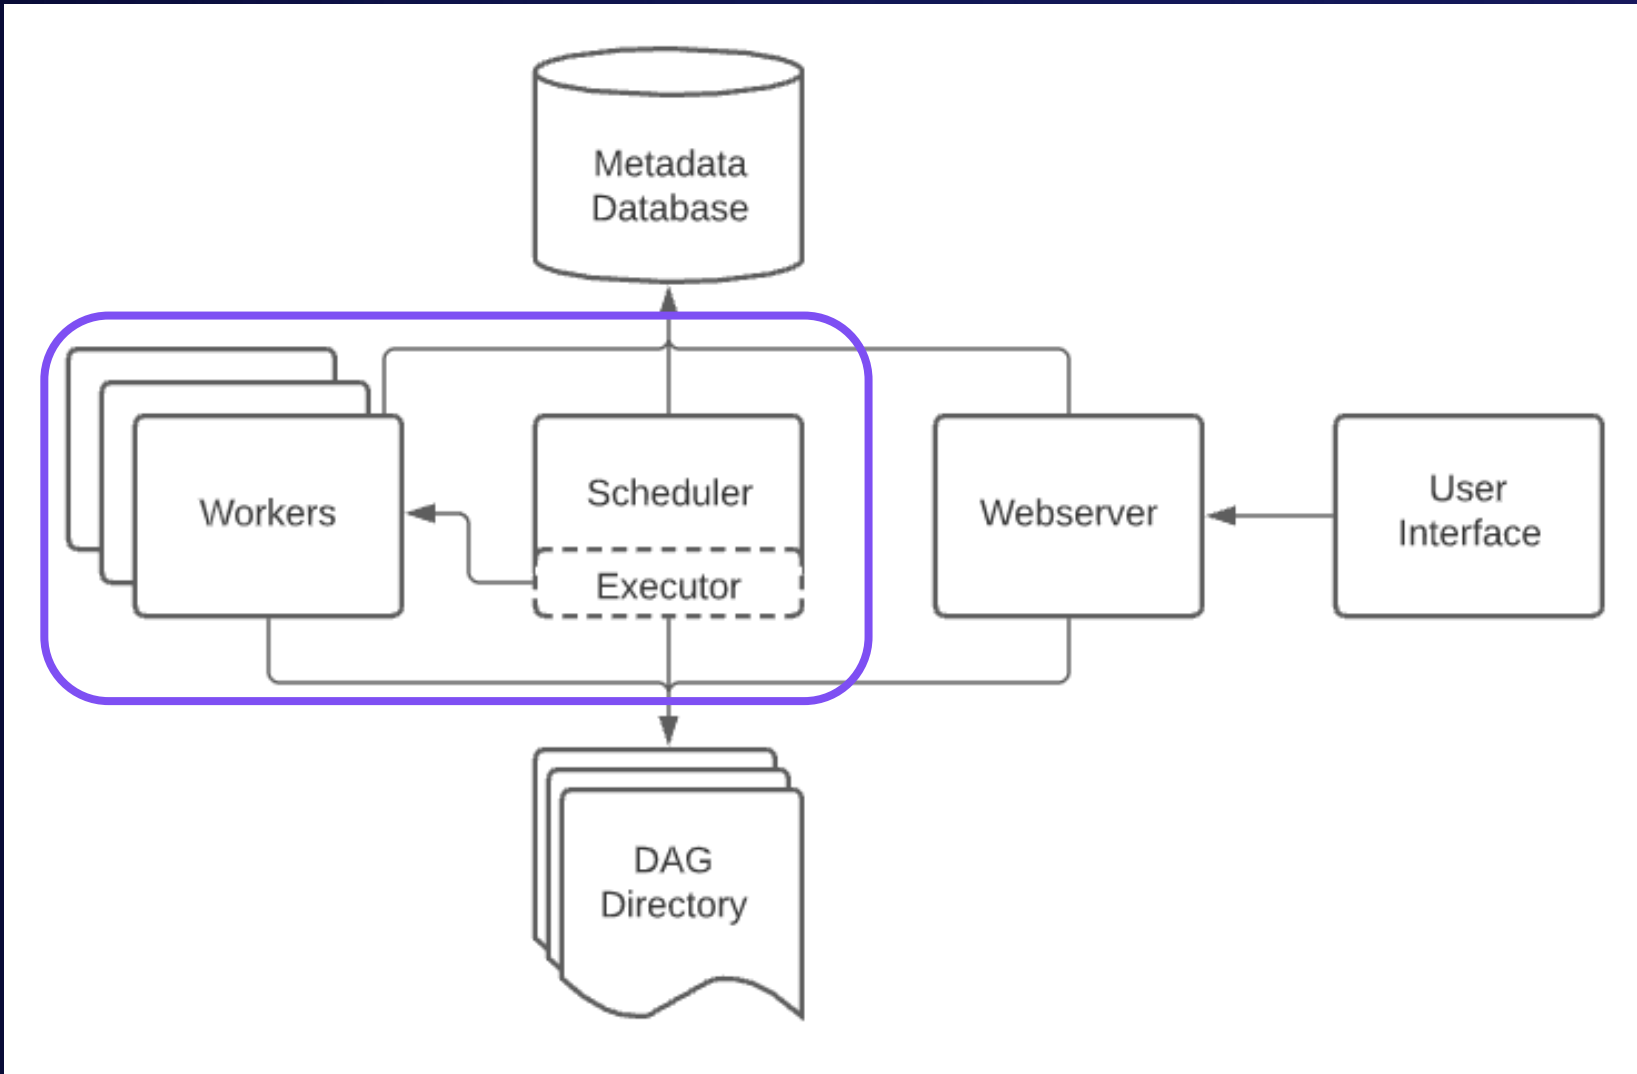 Metadata
Database
Workers
Scheduler
Executor
Webserver
User
Interface
DAG
Directory